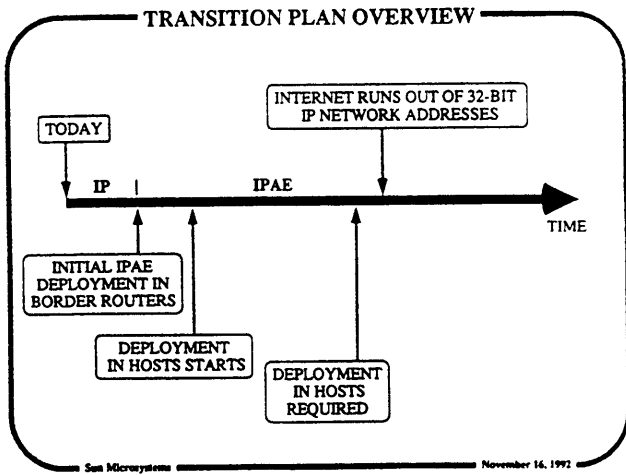 TRANSITION PLAN OVERVIEW
INTERNET RUNS OUT OF 32-BIT
IP NETWORK ADDRESSES
TODAY
IP
IPAE
TIME
INITIAL IPAE
DEPLOYMENT IN
BORDER ROUTERS
DEPLOYMENT
IN HOSTS STARTS
DEPLOYMENT
IN HOSTS
REQUIRED
Sun Microsystems
November 16, 1992